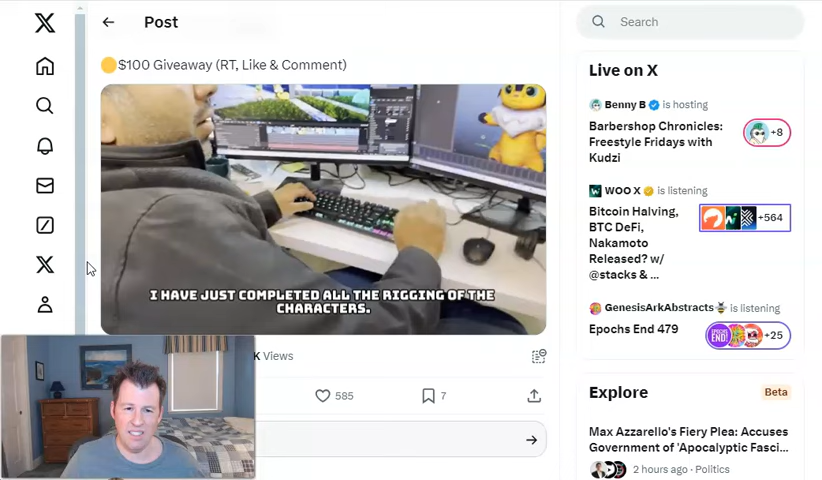 Post
Search
$100 Giveaway (RT, Like & Comment)
I HAVE JUST COMPLETED ALL THE RIGGING OF THE
CHARACTERS.
K Views
585
7
Live on X
Benny B is hosting
Barbershop Chronicles:
Freestyle Fridays with
Kudzi
+8
WOO X is listening
Bitcoin Halving,
BTC DeFi,
Nakamoto
Released? w/
@stacks & ...
+564
GenesisArkAbstracts is listening
Epochs End 479
EPOCHS END!
+25
Explore
Beta
Max Azzarello's Fiery Plea: Accuses
Government of 'Apocalyptic Fasci...
2 hours ago · Politics